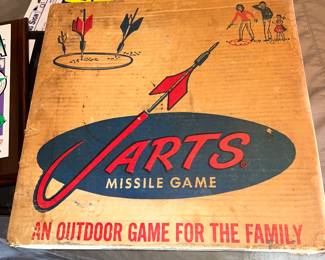 JARTS®
MISSILE GAME
AN OUTDOOR GAME FOR THE FAMILY